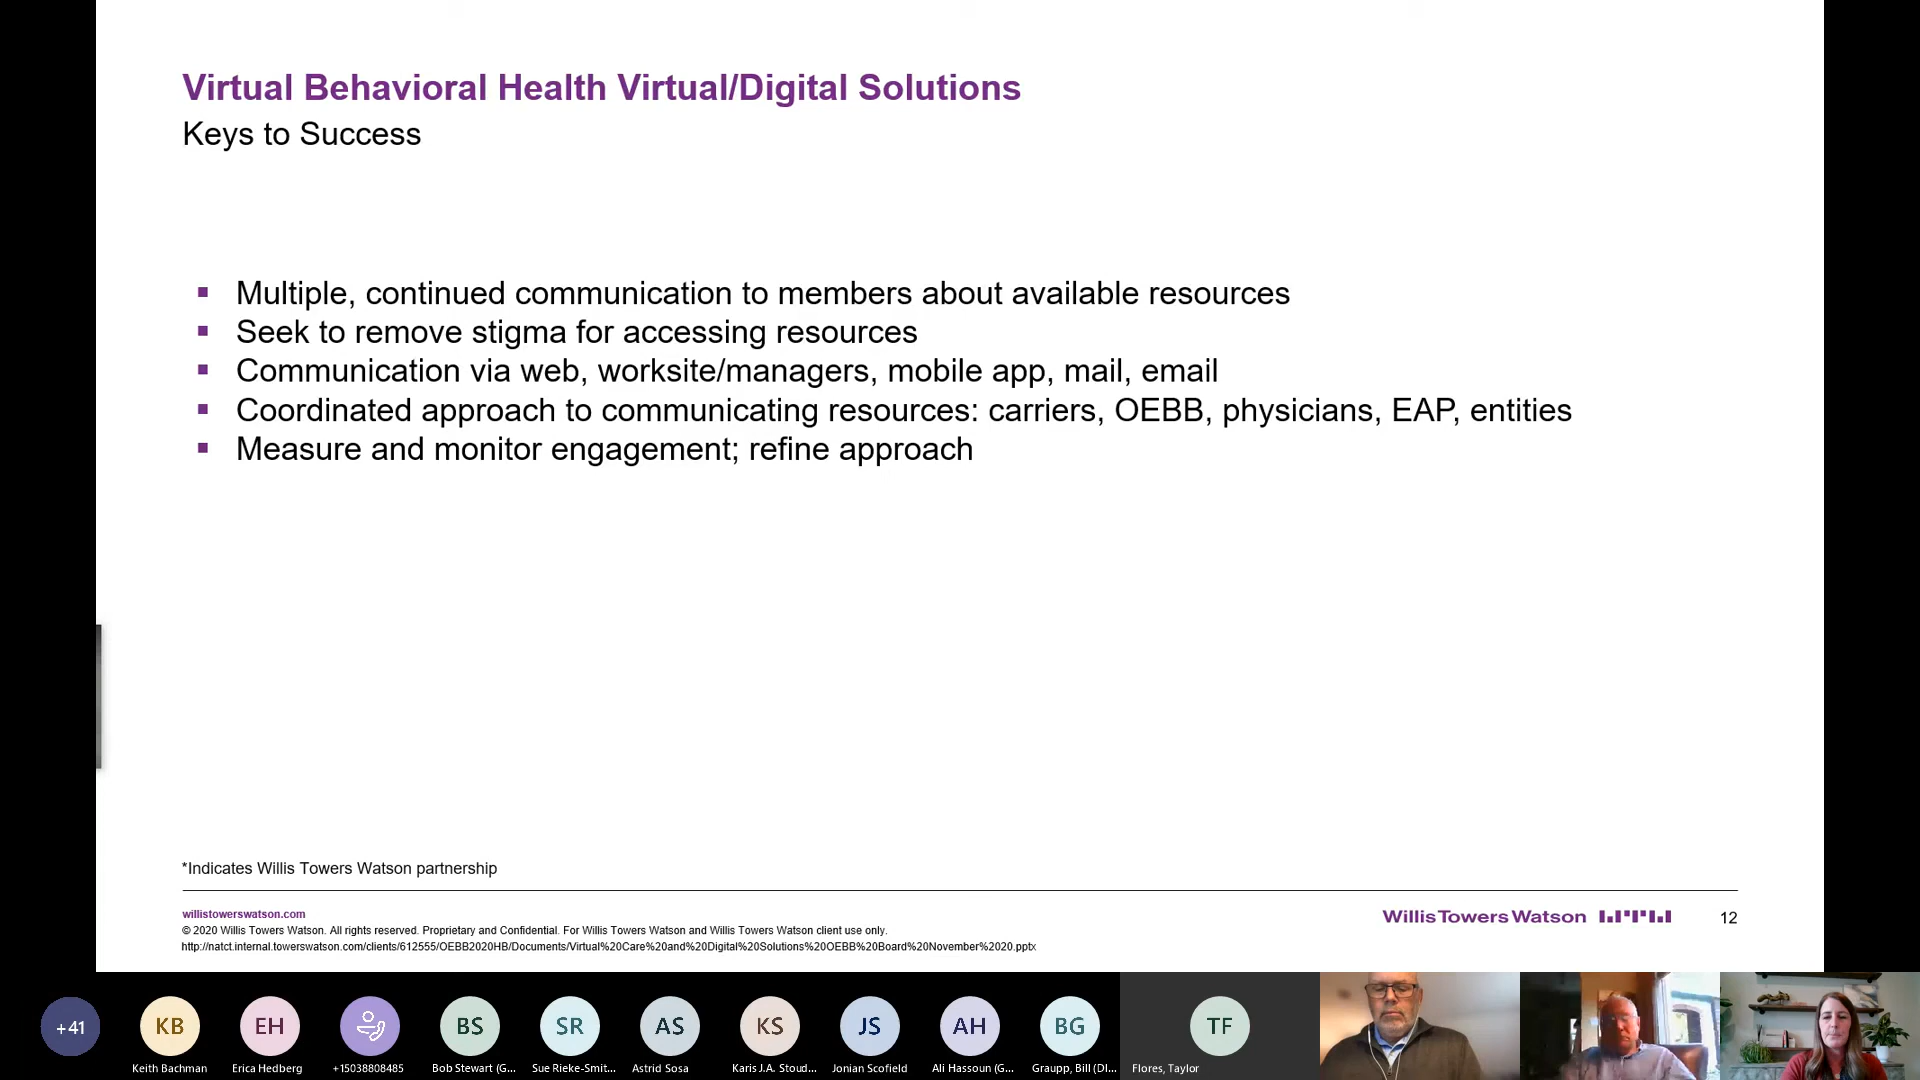 Virtual Behavioral Health Virtual/Digital Solutions
Keys to Success
Multiple, continued communication to members about available resources
Seek to remove stigma for accessing resources
Communication via web, worksite/managers, mobile app, mail, email
Coordinated approach to communicating resources: carriers, OEBB, physicians, EAP, entities
Measure and monitor engagement; refine approach
*Indicates Willis Towers Watson partnership
willistowerswatson.com
© 2020 Willis Towers Watson. All rights reserved. Proprietary and Confidential. For Willis Towers Watson and Willis Towers Watson client use only.
http://natct.internal.towerswatson.com/clients/612555/OEBB2020HB/Documents/Virtual%20Care%20and%20Digital%20Solutions%20OEBB%20Board%20November%2020.pptx
Willis Towers Watson
12
+41
KB
EH
BS
SR
AS
KS
JS
AH
BG
TF
Keith Bachman
Erica Hedberg
+15038808485
Bob Stewart (G...
Sue Rieke-Smit...
Astrid Sosa
Karis J.A. Stoud...
Jonian Scofield
Ali Hassoun (G...
Graupp, Bill (DI...
Flores, Taylor